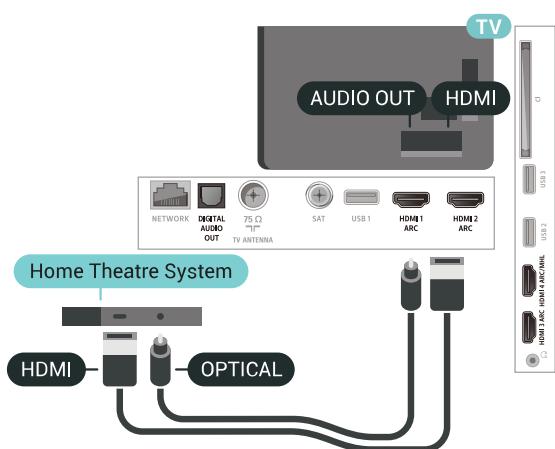 TV
AUDIO OUT
HDMI
NETWORK
DIGITAL
AUDIO
OUT
75 Ω
TV ANTENNA
SAT
USB 1
HDMI 1
ARC
HDMI 2
ARC
CI
USB 3
USB 2
HDMI 4 ARC/MHL
HDMI 3 ARC
Home Theatre System
HDMI
OPTICAL